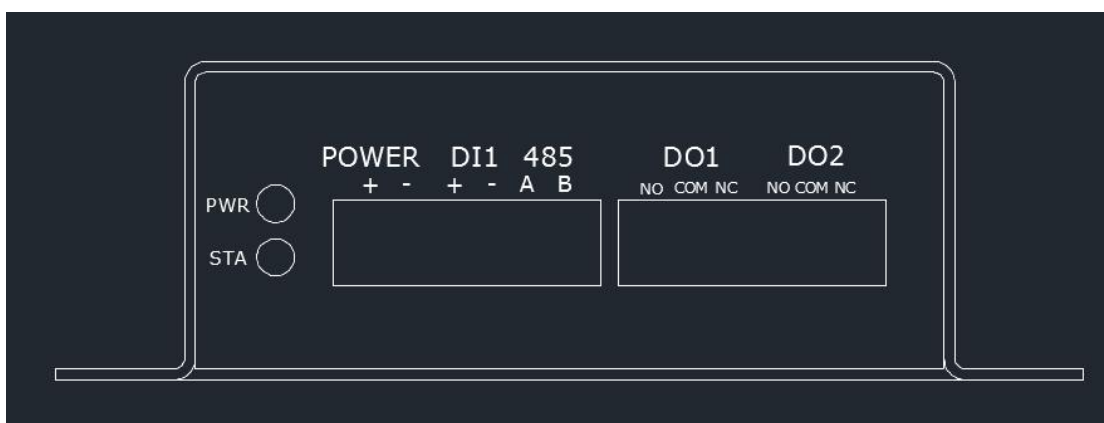 POWER DI1 485 DO1 DO2
+ - + - A B NO COM NC NO COM NC
PWR
STA